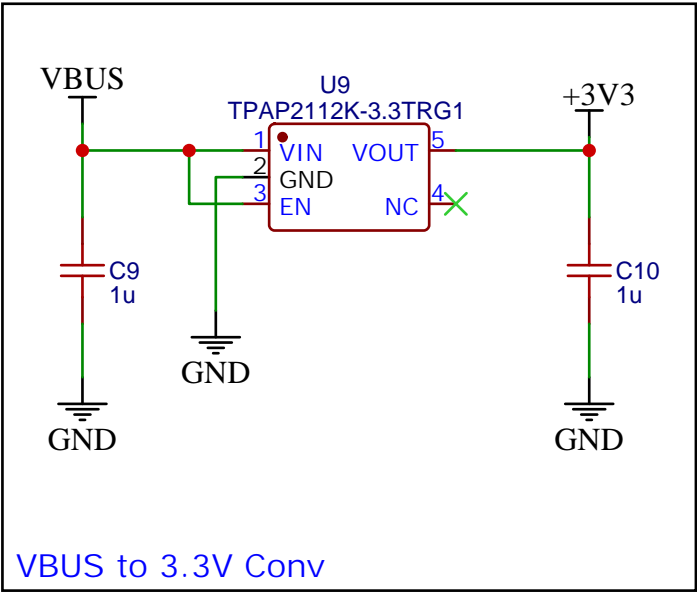 VBUS
U9
TPAP2112K-3.3TRG1
+3V3
1
VIN
VOUT
5
2
GND
3
EN
NC
4
C9
1u
C10
1u
GND
GND
GND
VBUS to 3.3V Conv